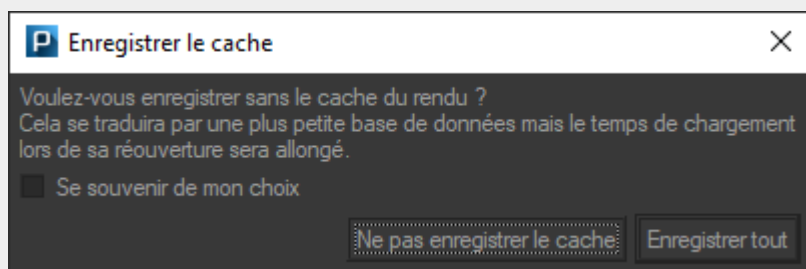 Enregistrer le cache
Voulez-vous enregistrer sans le cache du rendu ?
Cela se traduira par une plus petite base de données mais le temps de chargement
lors de sa réouverture sera allongé.
Se souvenir de mon choix
Ne pas enregistrer le cache Enregistrer tout